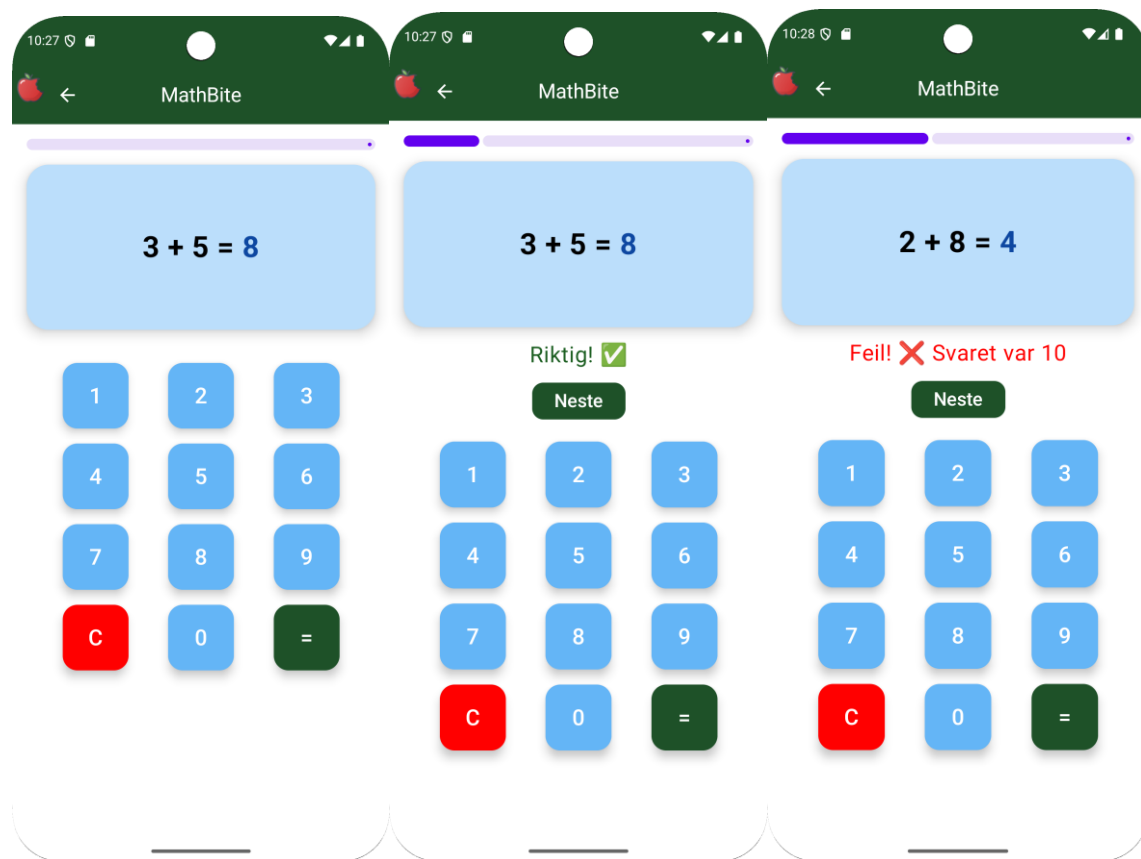 10:27
MathBite
3 + 5 = 8
1 2 3
4 5 6
7 8 9
C 0 =
10:27
MathBite
3 + 5 = 8
Riktig! ✅
Neste
1 2 3
4 5 6
7 8 9
C 0 =
10:28
MathBite
2 + 8 = 4
Feil! ❌ Svaret var 10
Neste
1 2 3
4 5 6
7 8 9
C 0 =